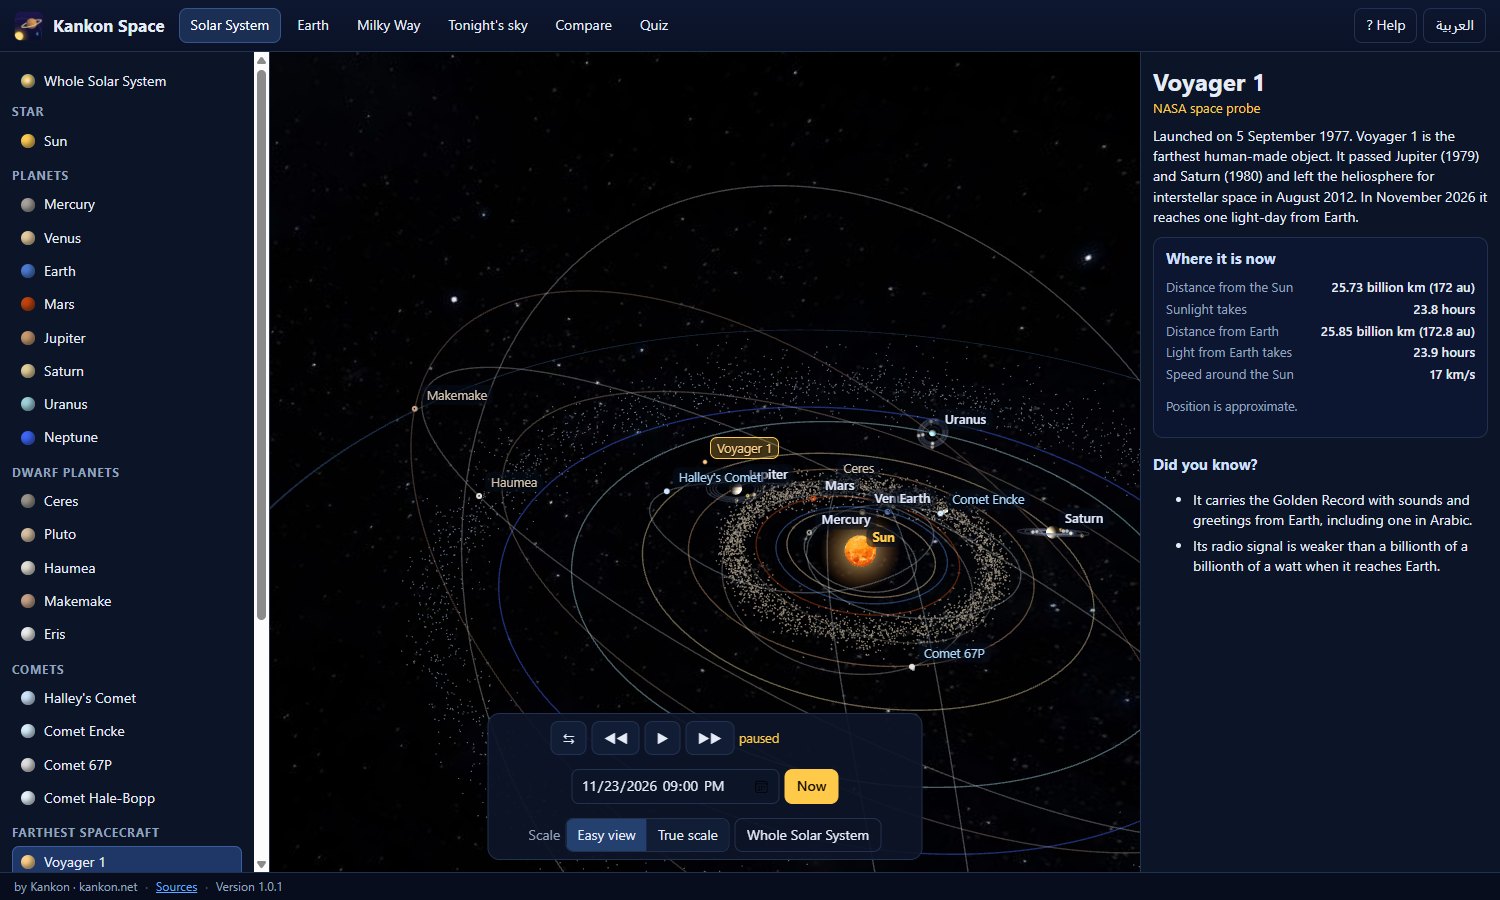 Kankon Space
Solar System
Earth
Milky Way
Tonight's sky
Compare
Quiz
? Help
العربية
Whole Solar System
STAR
Sun
PLANETS
Mercury
Venus
Earth
Mars
Jupiter
Saturn
Uranus
Neptune
DWARF PLANETS
Ceres
Pluto
Haumea
Makemake
Eris
COMETS
Halley's Comet
Comet Encke
Comet 67P
Comet Hale-Bopp
FARTHEST SPACECRAFT
Voyager 1
Makemake
Uranus
Voyager 1
Ceres
Halley's Comet
Haumea
Mars
Earth
Comet Encke
Mercury
Saturn
Sun
Comet 67P
paused
11/23/2026 09:00 PM
Now
Scale
Easy view
True scale
Whole Solar System
Voyager 1
NASA space probe
Launched on 5 September 1977. Voyager 1 is the
farthest human-made object. It passed Jupiter (1979)
and Saturn (1980) and left the heliosphere for
interstellar space in August 2012. In November 2026 it
reaches one light-day from Earth.
Where it is now
Distance from the Sun 25.73 billion km (172 au)
Sunlight takes 23.8 hours
Distance from Earth 25.85 billion km (172.8 au)
Light from Earth takes 23.9 hours
Speed around the Sun 17 km/s
Position is approximate.
Did you know?
It carries the Golden Record with sounds and
greetings from Earth, including one in Arabic.
Its radio signal is weaker than a billionth of a
billionth of a watt when it reaches Earth.
by Kankon · kankon.net · Sources · Version 1.0.1